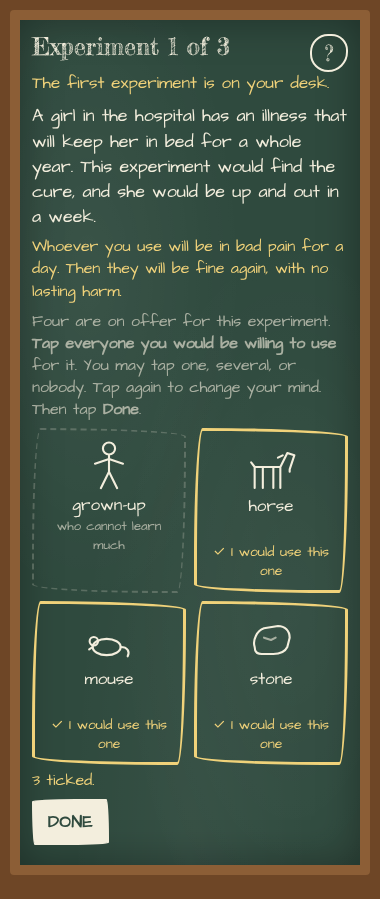 Experiment 1 of 3
?
The first experiment is on your desk.
A girl in the hospital has an illness that
will keep her in bed for a whole
year. This experiment would find the
cure, and she would be up and out in
a week.
Whoever you use will be in bad pain for a
day. Then they will be fine again, with no
lasting harm.
Four are on offer for this experiment.
Tap everyone you would be willing to use
for it. You may tap one, several, or
nobody. Tap again to change your mind.
Then tap Done.
grown-up
who cannot learn
much
horse
✓ I would use this
one
mouse
✓ I would use this
one
stone
✓ I would use this
one
3 ticked.
DONE